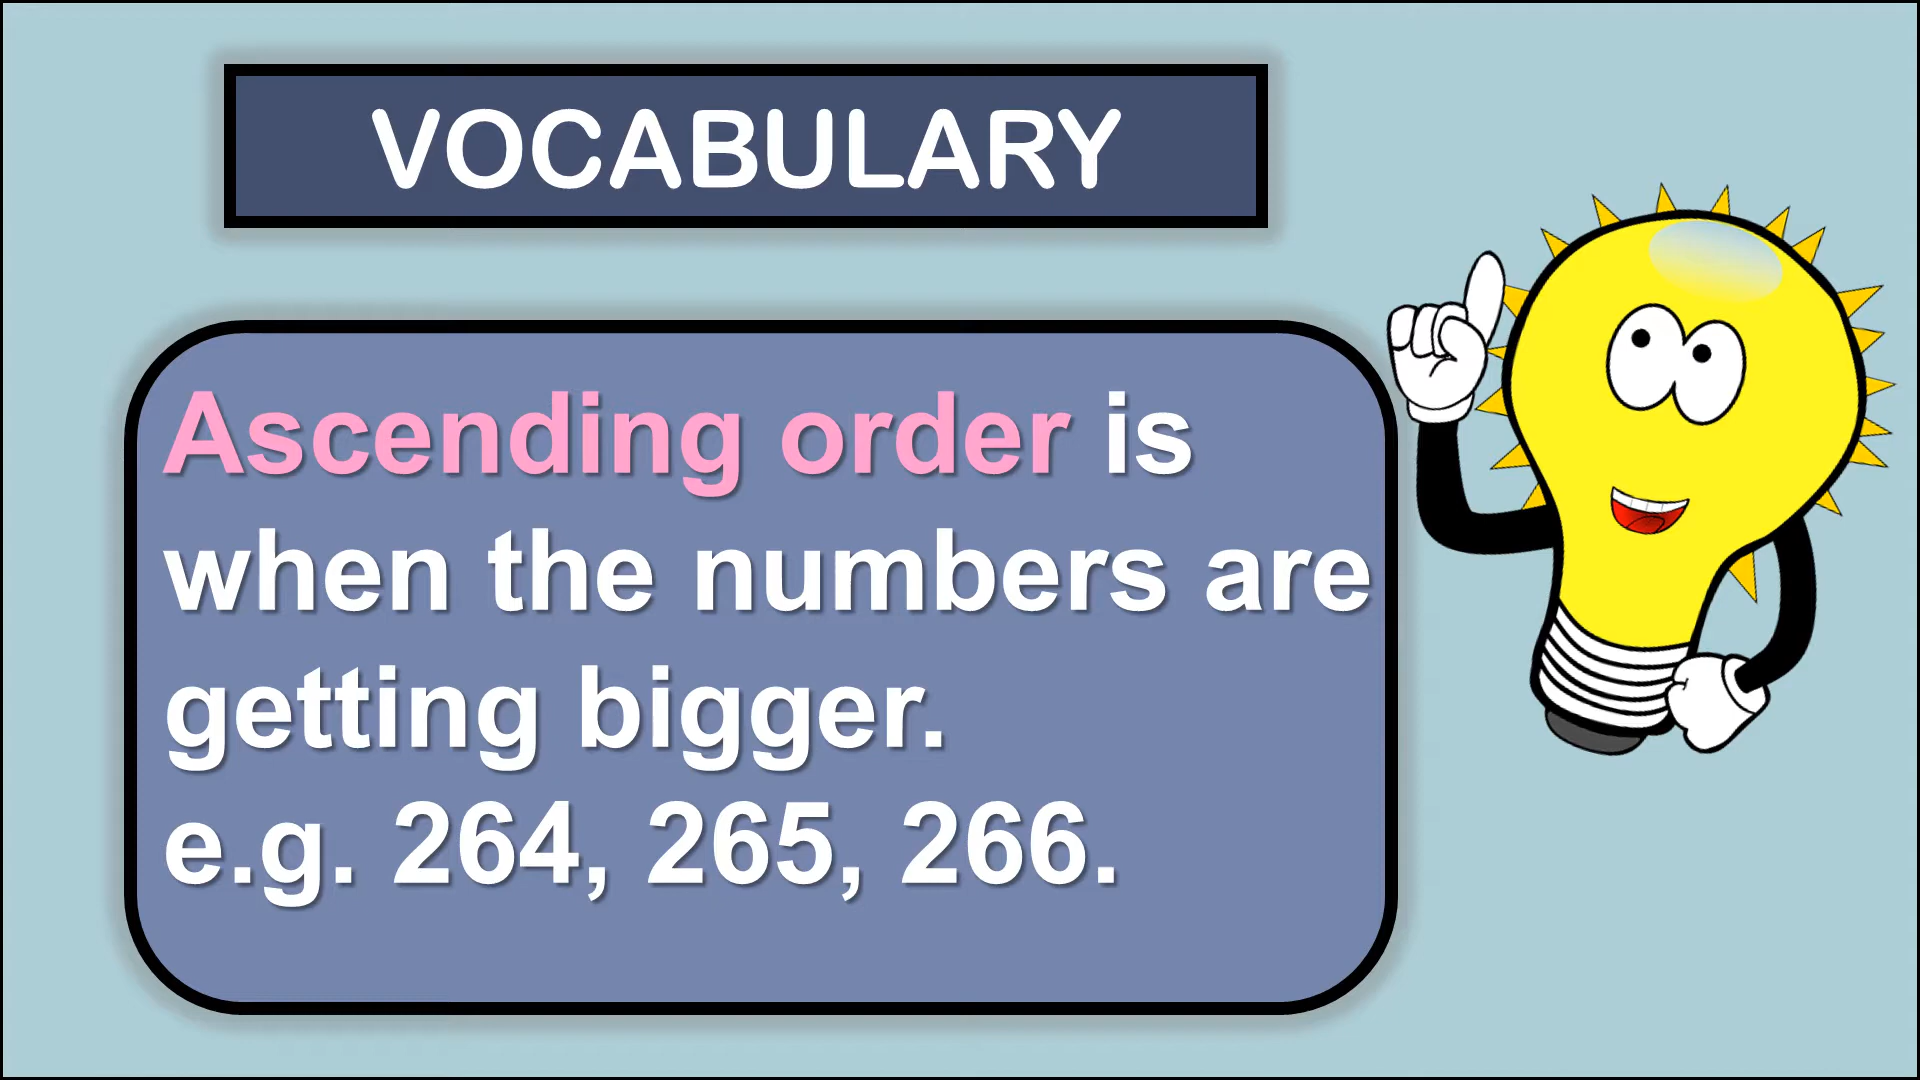 VOCABULARY
Ascending order is
when the numbers are
getting bigger.
e.g. 264, 265, 266.